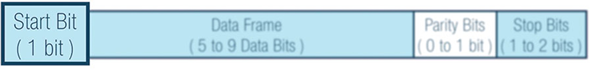 Start Bit
( 1 bit )
Data Frame
( 5 to 9 Data Bits )
Parity Bits
( 0 to 1 bit )
Stop Bits
( 1 to 2 bits )